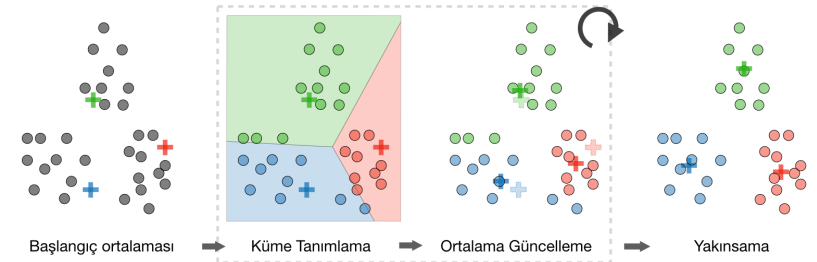 Başlangıç ortalaması
Küme Tanımlama
Ortalama Güncelleme
Yakınsama